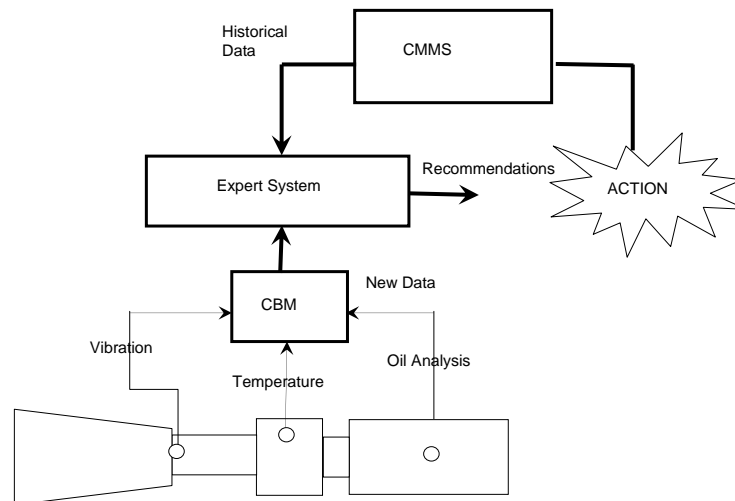 Historical
Data
CMMS
Recommendations
Expert System
ACTION
New Data
CBM
Vibration
Oil Analysis
Temperature